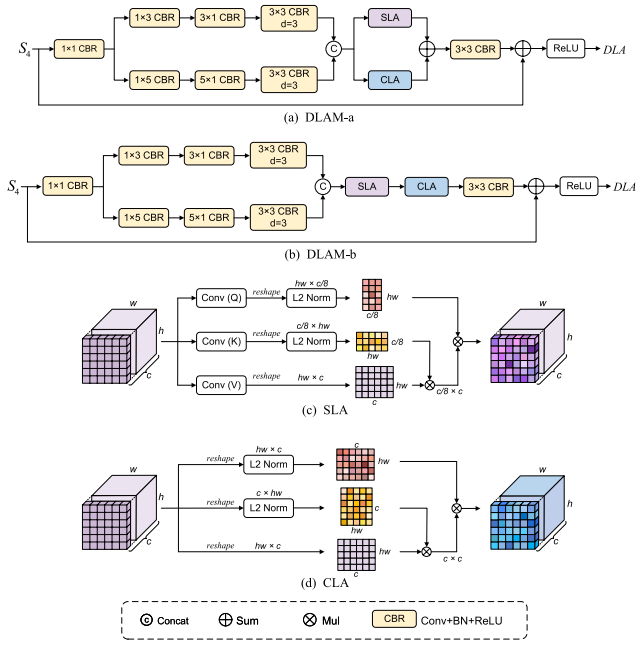 1×3 CBR
3×1 CBR
3×3 CBR
d=3
SLA
S4
1×1 CBR
C
3×3 CBR
ReLU
DLA
1×5 CBR
5×1 CBR
3×3 CBR
d=3
CLA
(a) DLAM-a
1×3 CBR
3×1 CBR
3×3 CBR
d=3
S4
1×1 CBR
C
SLA
CLA
3×3 CBR
ReLU
DLA
1×5 CBR
5×1 CBR
3×3 CBR
d=3
(b) DLAM-b
w
h
c
Conv (Q)
reshape
hw × c/8
L2 Norm
hw
c/8
Conv (K)
reshape
c/8 × hw
L2 Norm
c/8
hw
Conv (V)
reshape
hw × c
hw
c
c/8 × c
w
h
c
(c) SLA
w
h
c
reshape
hw × c
L2 Norm
c
hw
reshape
c × hw
L2 Norm
c
hw
reshape
hw × c
hw
c
c × c
w
h
c
(d) CLA
C Concat
Sum
Mul
CBR
Conv+BN+ReLU